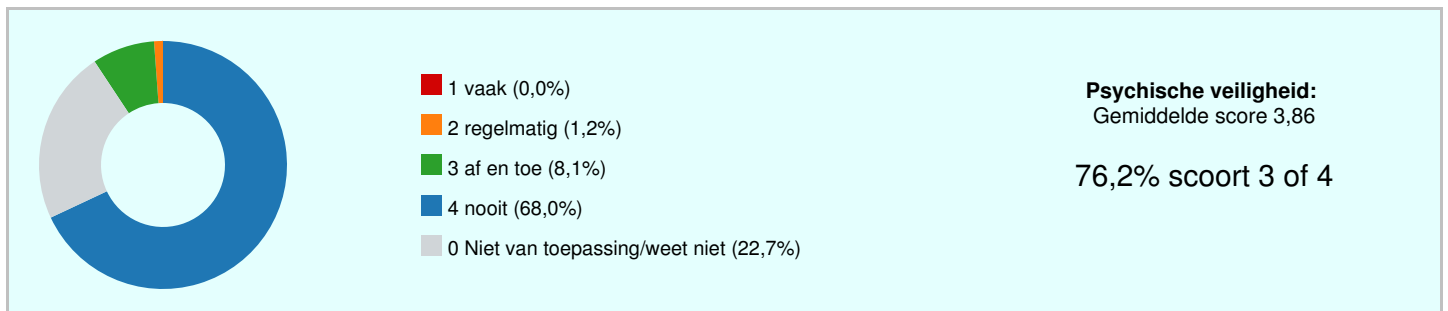 1 vaak (0,0%)
2 regelmatig (1,2%)
3 af en toe (8,1%)
4 nooit (68,0%)
0 Niet van toepassing/weet niet (22,7%)
Psychische veiligheid:
Gemiddelde score 3,86
76,2% scoort 3 of 4